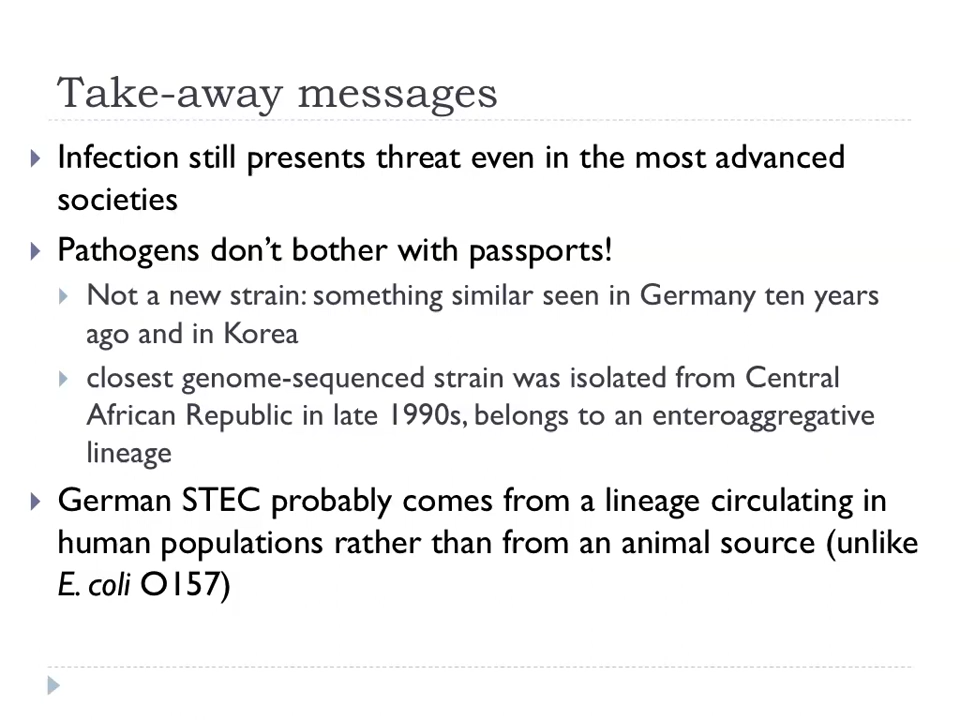 Take-away messages
Infection still presents threat even in the most advanced
societies
Pathogens don't bother with passports!
Not a new strain: something similar seen in Germany ten years
ago and in Korea
closest genome-sequenced strain was isolated from Central
African Republic in late 1990s, belongs to an enteroaggregative
lineage
German STEC probably comes from a lineage circulating in
human populations rather than from an animal source (unlike
E. coli O157)